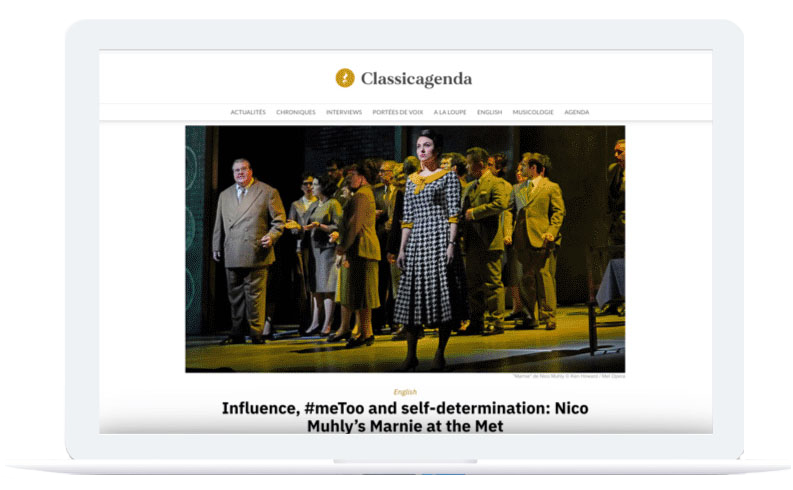 Classicagenda
ACTUALITÉS CHRONIQUES INTERVIEWS PORTÉES DE VOIX A LA LOUPE ENGLISH MUSICOLOGIE AGENDA
"Marnie" de Nico Muhly © Ken Howard / Met Opera
English
Influence, #meToo and self-determination: Nico
Muhly's Marnie at the Met